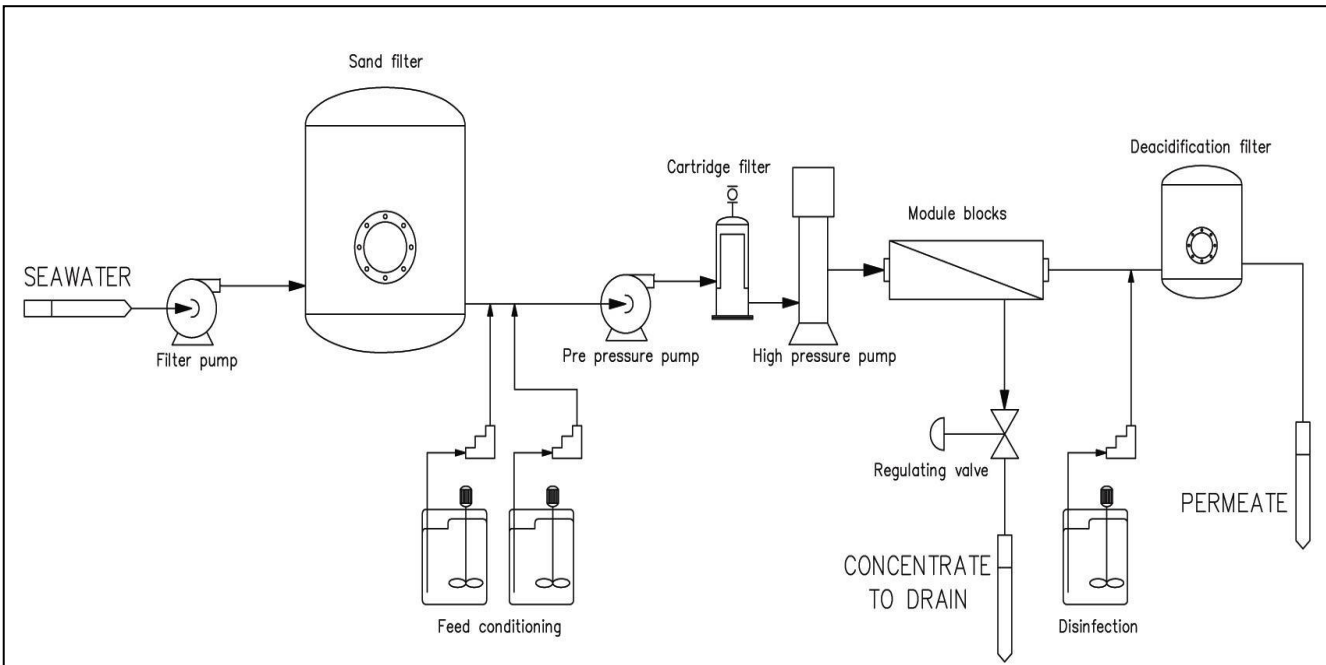 Sand filter
Deacidification filter
Cartridge filter
Module blocks
SEAWATER
Filter pump
Pre pressure pump
High pressure pump
Regulating valve
PERMEATE
CONCENTRATE
TO DRAIN
Feed conditioning
Disinfection